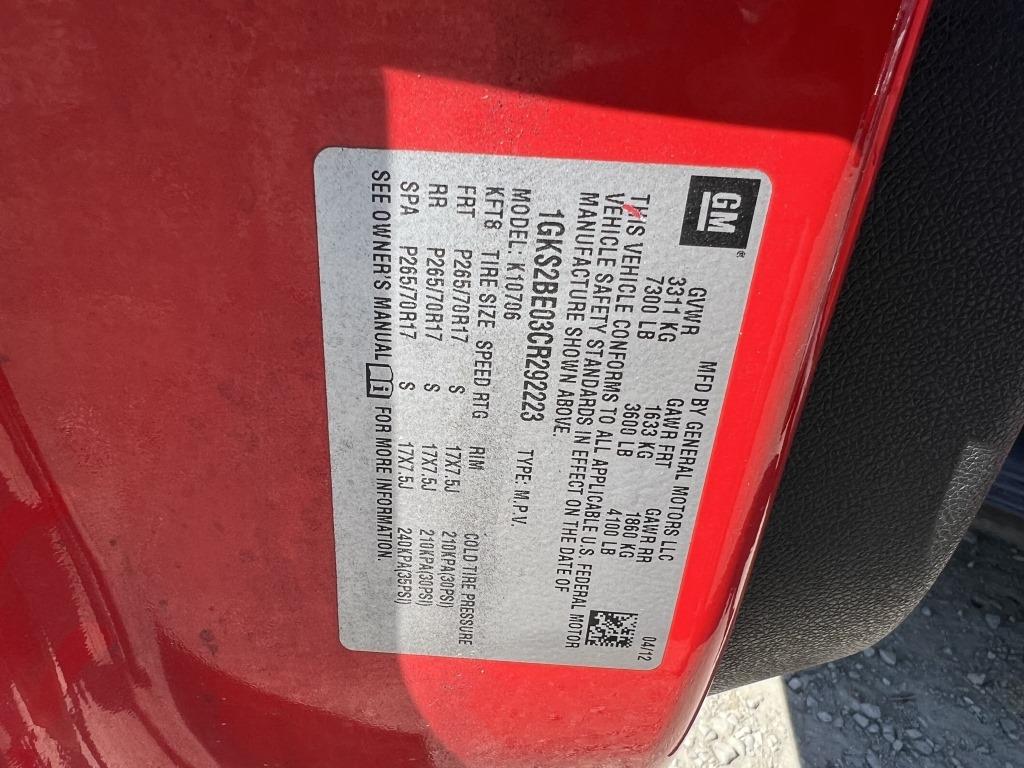 GM®
MFD BY GENERAL MOTORS LLC 04/12
GVWR GAWR FRT GAWR RR
3311 KG 1633 KG 1860 KG
7300 LB 3600 LB 4100 LB
THIS VEHICLE CONFORMS TO ALL APPLICABLE U.S. FEDERAL MOTOR
VEHICLE SAFETY STANDARDS IN EFFECT ON THE DATE OF
MANUFACTURE SHOWN ABOVE.
1GKS2BE03CR292223 TYPE: M.P.V.
MODEL: K10706
KFT8 TIRE SIZE SPEED RTG RIM COLD TIRE PRESSURE
FRT P265/70R17 S 17X7.5J 210KPA(30PSI)
RR P265/70R17 S 17X7.5J 210KPA(30PSI)
SPA P265/70R17 S 17X7.5J 240KPA(35PSI)
SEE OWNER'S MANUAL i FOR MORE INFORMATION.